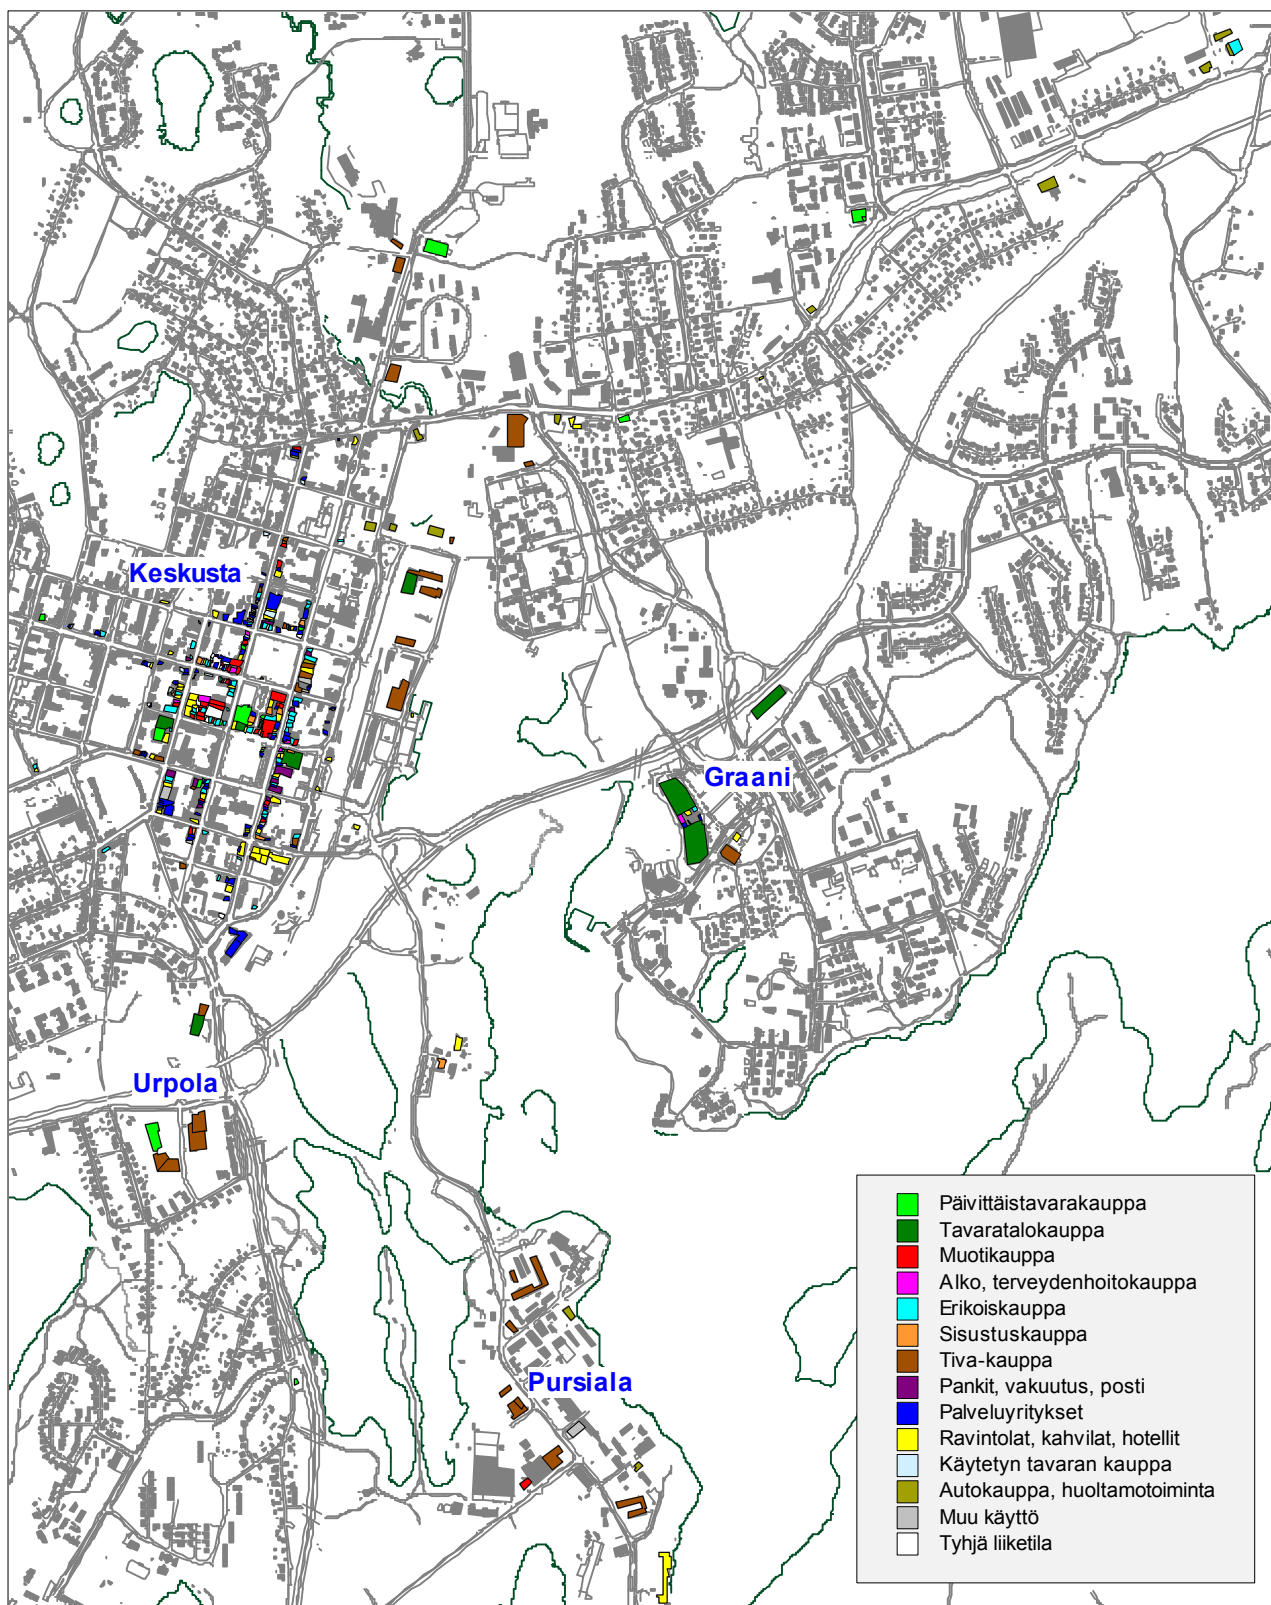 Keskusta
Graani
Urpola
Pursiala
Päivittäistavarakauppa
Tavaratalokauppa
Muotikauppa
Alko, terveydenhoitokauppa
Erikoiskauppa
Sisustuskauppa
Tiva-kauppa
Pankit, vakuutus, posti
Palveluyritykset
Ravintolat, kahvilat, hotellit
Käytetyn tavaran kauppa
Autokauppa, huoltamotoiminta
Muu käyttö
Tyhjä liiketila